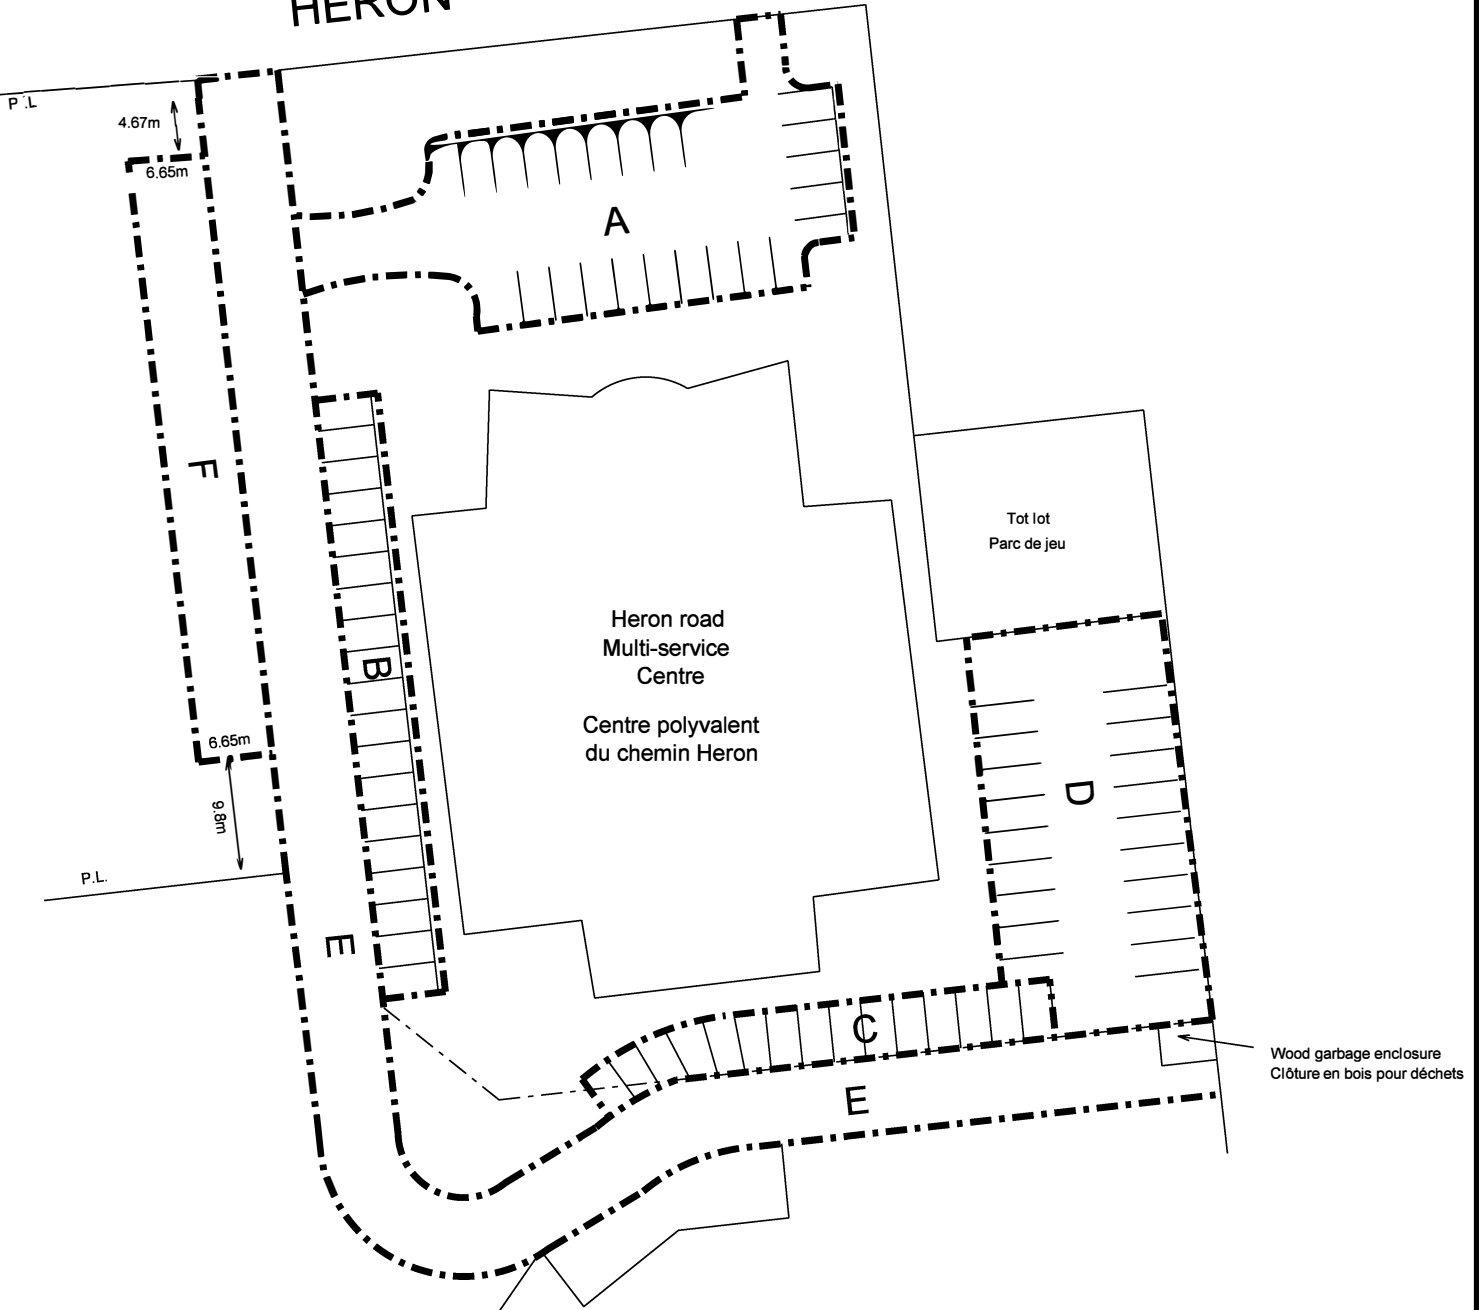 HERON
P.L
4.67m
6.65m
A
F
Tot lot
Parc de jeu
Heron road
Multi-service
Centre
Centre polyvalent
du chemin Heron
B
6.65m
D
9.8m
P.L.
E
C
Wood garbage enclosure
Clôture en bois pour déchets
E